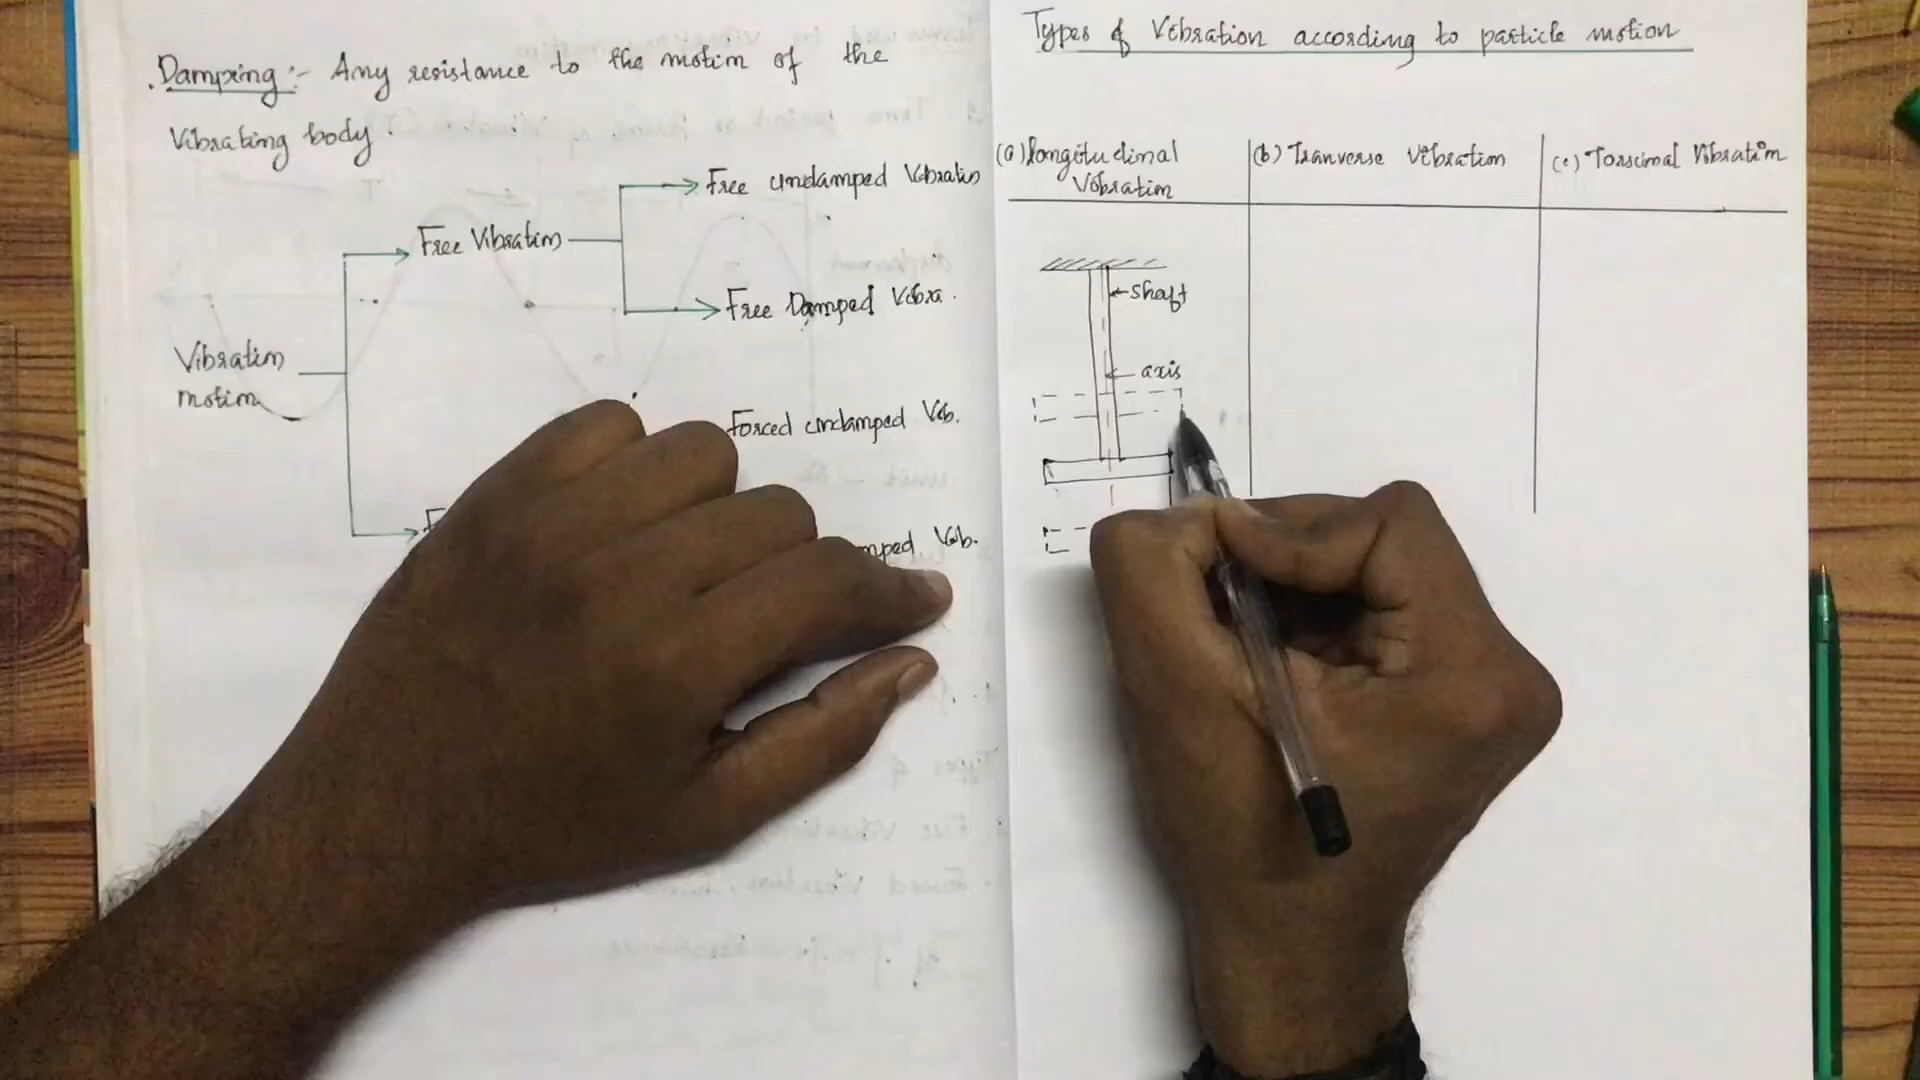 Damping :- Any resistance to the motion of the
Vibrating body.
Free undamped Vibration
Free Vibration
Free Damped Vibra.
Vibration
motion
Forced undamped Vib.
mped Vib.
Types of Vibration according to particle motion
(a) longitudinal
Vibration
(b) Tranverse Vibration
(c) Torsional Vibration
shaft
axis